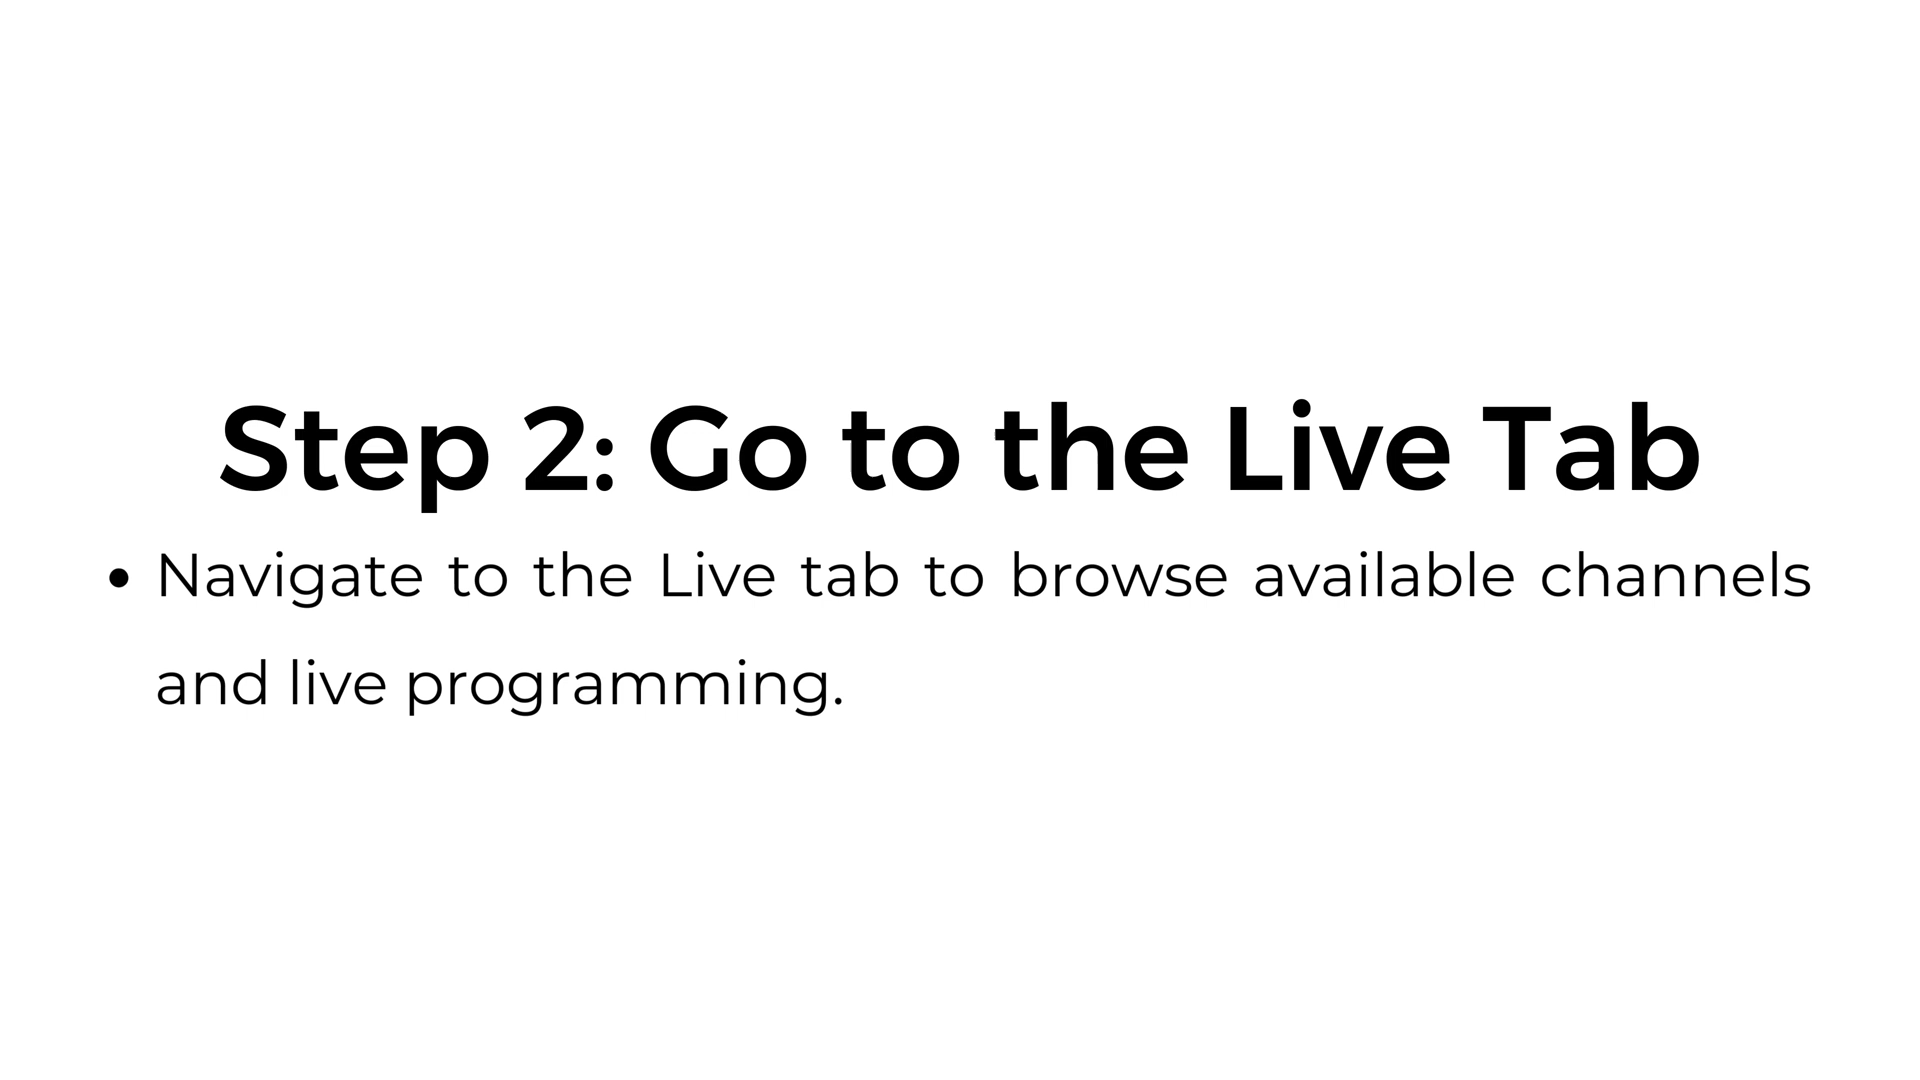 Step 2: Go to the Live Tab
• Navigate to the Live tab to browse available channels
and live programming.